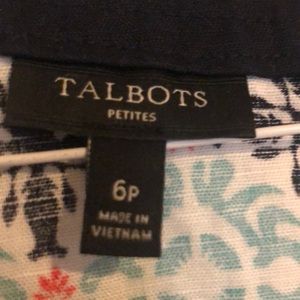 TALBOTS
PETITES
6P
MADE IN
VIETNAM